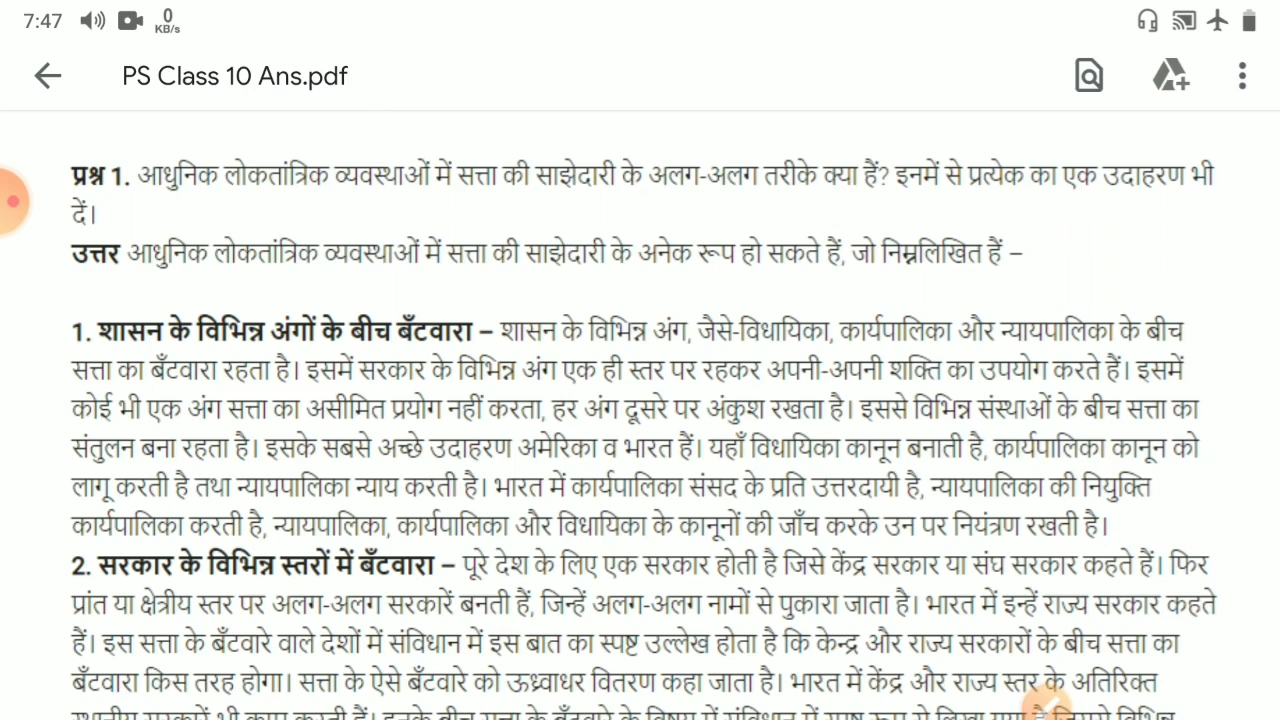 7:47 0 KB/s
PS Class 10 Ans.pdf
प्रश्न 1. आधुनिक लोकतांत्रिक व्यवस्थाओं में सत्ता की साझेदारी के अलग-अलग तरीके क्या हैं? इनमें से प्रत्येक का एक उदाहरण भी
दें।
उत्तर आधुनिक लोकतांत्रिक व्यवस्थाओं में सत्ता की साझेदारी के अनेक रूप हो सकते हैं, जो निम्नलिखित हैं –
1. शासन के विभिन्न अंगों के बीच बँटवारा – शासन के विभिन्न अंग, जैसे-विधायिका, कार्यपालिका और न्यायपालिका के बीच
सत्ता का बँटवारा रहता है। इसमें सरकार के विभिन्न अंग एक ही स्तर पर रहकर अपनी-अपनी शक्ति का उपयोग करते हैं। इसमें
कोई भी एक अंग सत्ता का असीमित प्रयोग नहीं करता, हर अंग दूसरे पर अंकुश रखता है। इससे विभिन्न संस्थाओं के बीच सत्ता का
संतुलन बना रहता है। इसके सबसे अच्छे उदाहरण अमेरिका व भारत हैं। यहाँ विधायिका कानून बनाती है, कार्यपालिका कानून को
लागू करती है तथा न्यायपालिका न्याय करती है। भारत में कार्यपालिका संसद के प्रति उत्तरदायी है, न्यायपालिका की नियुक्ति
कार्यपालिका करती है, न्यायपालिका, कार्यपालिका और विधायिका के कानूनों की जाँच करके उन पर नियंत्रण रखती है।
2. सरकार के विभिन्न स्तरों में बँटवारा – पूरे देश के लिए एक सरकार होती है जिसे केंद्र सरकार या संघ सरकार कहते हैं। फिर
प्रांत या क्षेत्रीय स्तर पर अलग-अलग सरकारें बनती हैं, जिन्हें अलग-अलग नामों से पुकारा जाता है। भारत में इन्हें राज्य सरकार कहते
हैं। इस सत्ता के बँटवारे वाले देशों में संविधान में इस बात का स्पष्ट उल्लेख होता है कि केन्द्र और राज्य सरकारों के बीच सत्ता का
बँटवारा किस तरह होगा। सत्ता के ऐसे बँटवारे को ऊर्ध्वाधर वितरण कहा जाता है। भारत में केंद्र और राज्य स्तर के अतिरिक्त